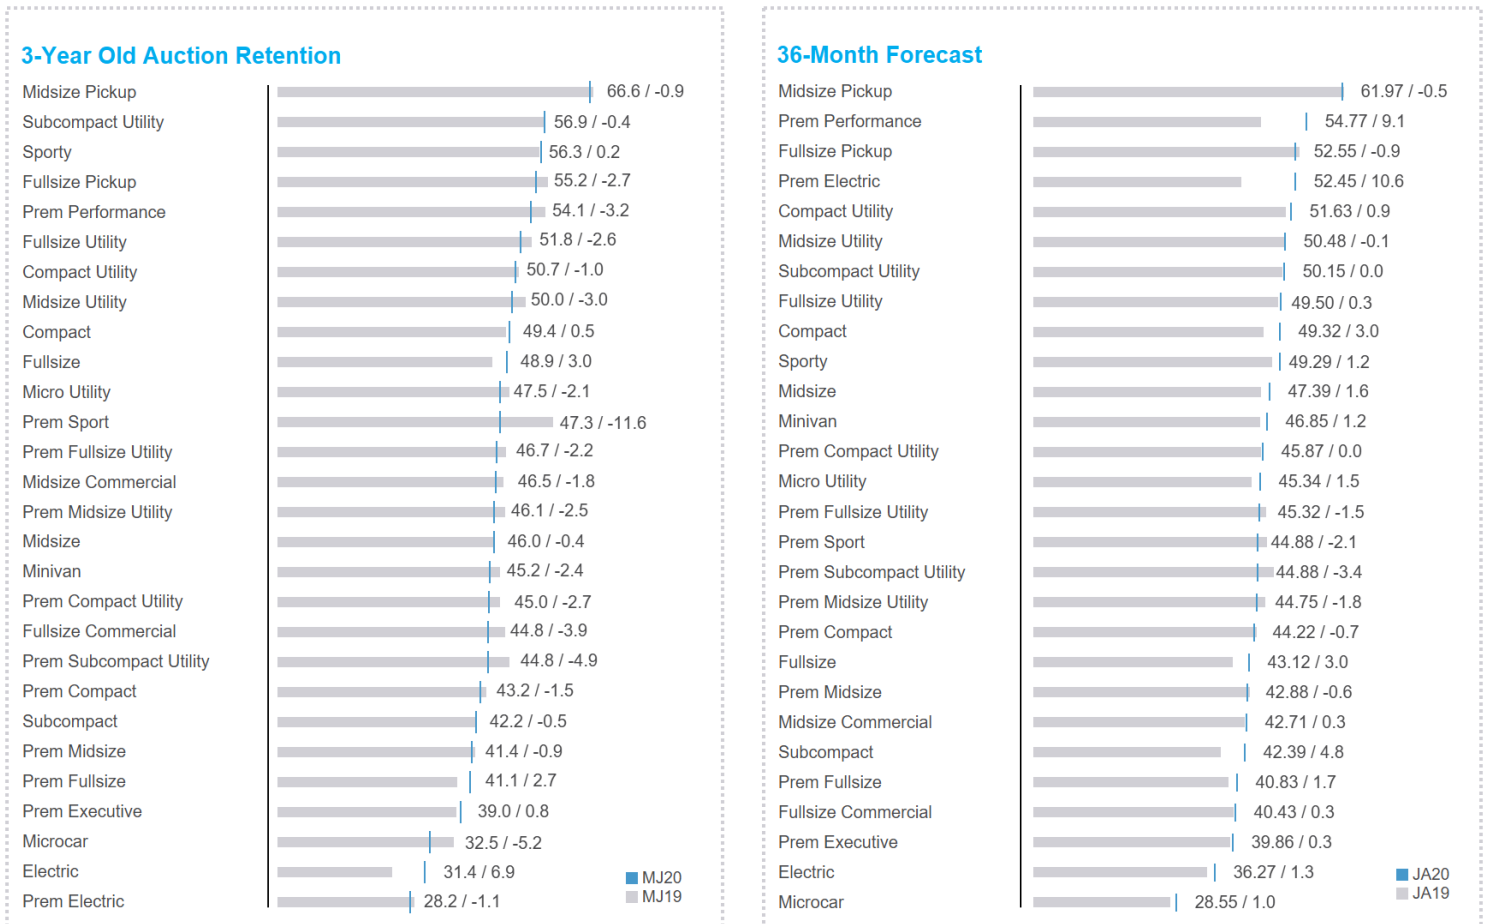 3-Year Old Auction Retention
Midsize Pickup 66.6 / -0.9
Subcompact Utility 56.9 / -0.4
Sporty 56.3 / 0.2
Fullsize Pickup 55.2 / -2.7
Prem Performance 54.1 / -3.2
Fullsize Utility 51.8 / -2.6
Compact Utility 50.7 / -1.0
Midsize Utility 50.0 / -3.0
Compact 49.4 / 0.5
Fullsize 48.9 / 3.0
Micro Utility 47.5 / -2.1
Prem Sport 47.3 / -11.6
Prem Fullsize Utility 46.7 / -2.2
Midsize Commercial 46.5 / -1.8
Prem Midsize Utility 46.1 / -2.5
Midsize 46.0 / -0.4
Minivan 45.2 / -2.4
Prem Compact Utility 45.0 / -2.7
Fullsize Commercial 44.8 / -3.9
Prem Subcompact Utility 44.8 / -4.9
Prem Compact 43.2 / -1.5
Subcompact 42.2 / -0.5
Prem Midsize 41.4 / -0.9
Prem Fullsize 41.1 / 2.7
Prem Executive 39.0 / 0.8
Microcar 32.5 / -5.2
Electric 31.4 / 6.9
Prem Electric 28.2 / -1.1
MJ20
MJ19
36-Month Forecast
Midsize Pickup 61.97 / -0.5
Prem Performance 54.77 / 9.1
Fullsize Pickup 52.55 / -0.9
Prem Electric 52.45 / 10.6
Compact Utility 51.63 / 0.9
Midsize Utility 50.48 / -0.1
Subcompact Utility 50.15 / 0.0
Fullsize Utility 49.50 / 0.3
Compact 49.32 / 3.0
Sporty 49.29 / 1.2
Midsize 47.39 / 1.6
Minivan 46.85 / 1.2
Prem Compact Utility 45.87 / 0.0
Micro Utility 45.34 / 1.5
Prem Fullsize Utility 45.32 / -1.5
Prem Sport 44.88 / -2.1
Prem Subcompact Utility 44.88 / -3.4
Prem Midsize Utility 44.75 / -1.8
Prem Compact 44.22 / -0.7
Fullsize 43.12 / 3.0
Prem Midsize 42.88 / -0.6
Midsize Commercial 42.71 / 0.3
Subcompact 42.39 / 4.8
Prem Fullsize 40.83 / 1.7
Fullsize Commercial 40.43 / 0.3
Prem Executive 39.86 / 0.3
Electric 36.27 / 1.3
Microcar 28.55 / 1.0
JA20
JA19